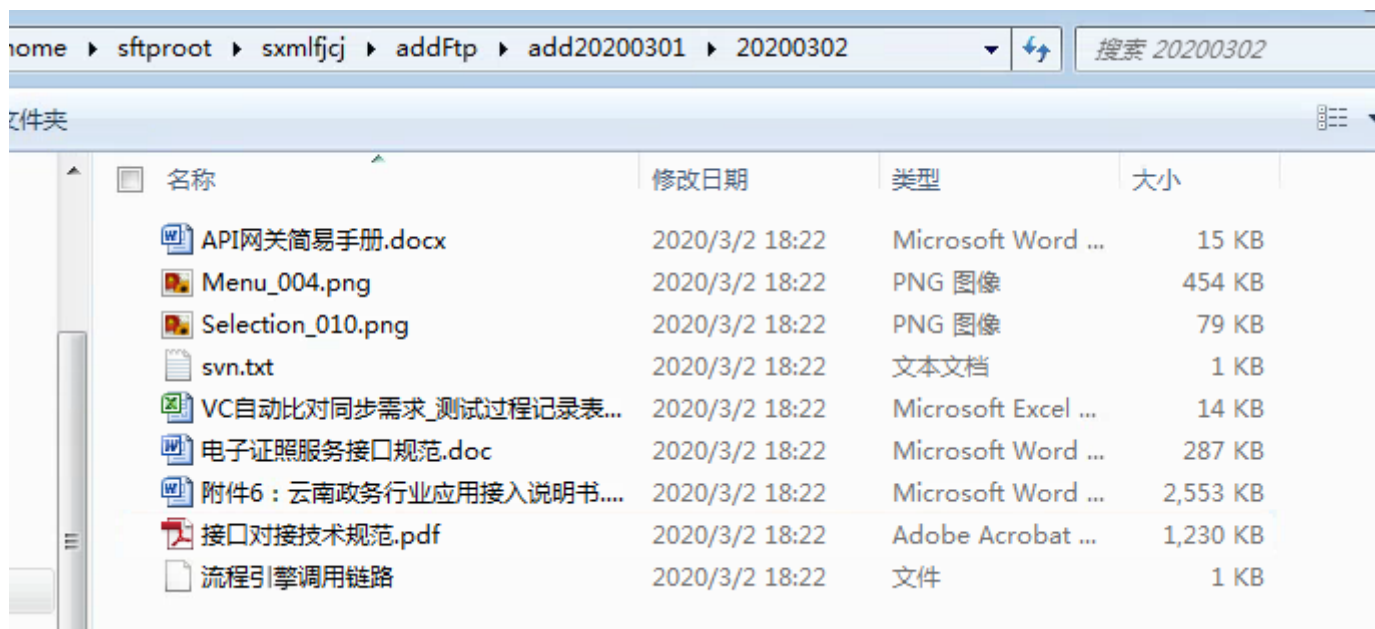 home ▸ sftproot ▸ sxmlfjcj ▸ addFtp ▸ add20200301 ▸ 20200302 搜索 20200302
文件夹
名称 修改日期 类型 大小
API网关简易手册.docx 2020/3/2 18:22 Microsoft Word ... 15 KB
Menu_004.png 2020/3/2 18:22 PNG 图像 454 KB
Selection_010.png 2020/3/2 18:22 PNG 图像 79 KB
svn.txt 2020/3/2 18:22 文本文档 1 KB
VC自动比对同步需求_测试过程记录表... 2020/3/2 18:22 Microsoft Excel ... 14 KB
电子证照服务接口规范.doc 2020/3/2 18:22 Microsoft Word ... 287 KB
附件6：云南政务行业应用接入说明书.... 2020/3/2 18:22 Microsoft Word ... 2,553 KB
接口对接技术规范.pdf 2020/3/2 18:22 Adobe Acrobat ... 1,230 KB
流程引擎调用链路 2020/3/2 18:22 文件 1 KB